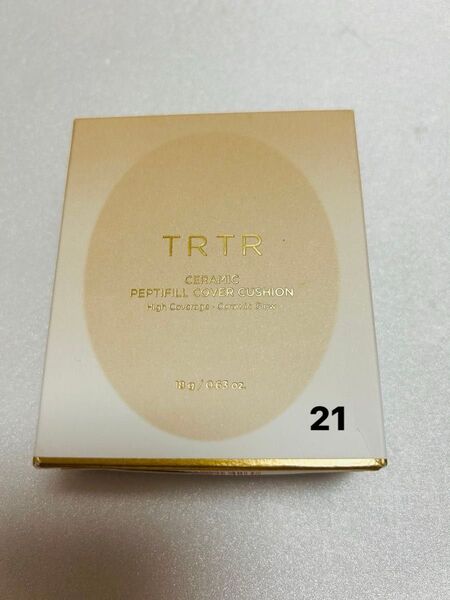 TRTR
CERAMIC
PEPTIFILL COVER CUSHION
High Coverage · Ceramic Glow
18 g / 0.63 oz.
21